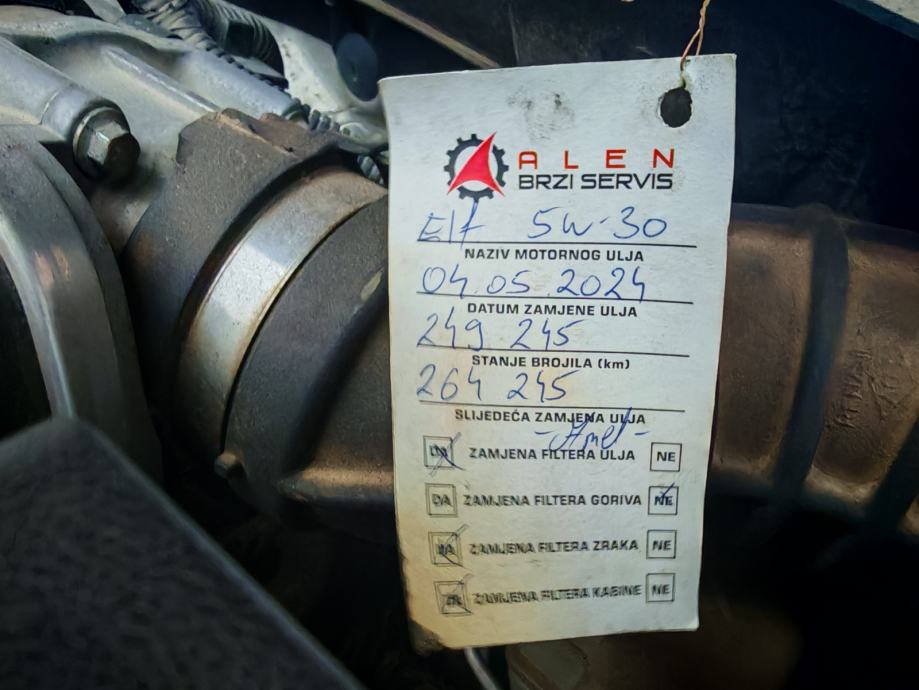 ALEN
BRZI SERVIS
Elf 5W-30
NAZIV MOTORNOG ULJA
04.05.2024
DATUM ZAMJENE ULJA
249 245
STANJE BROJILA (km)
264 245
SLIJEDEĆA ZAMJENA ULJA
-Amel-
DA ZAMJENA FILTERA ULJA NE
DA ZAMJENA FILTERA GORIVA NE
DA ZAMJENA FILTERA ZRAKA NE
DA ZAMJENA FILTERA KABINE NE